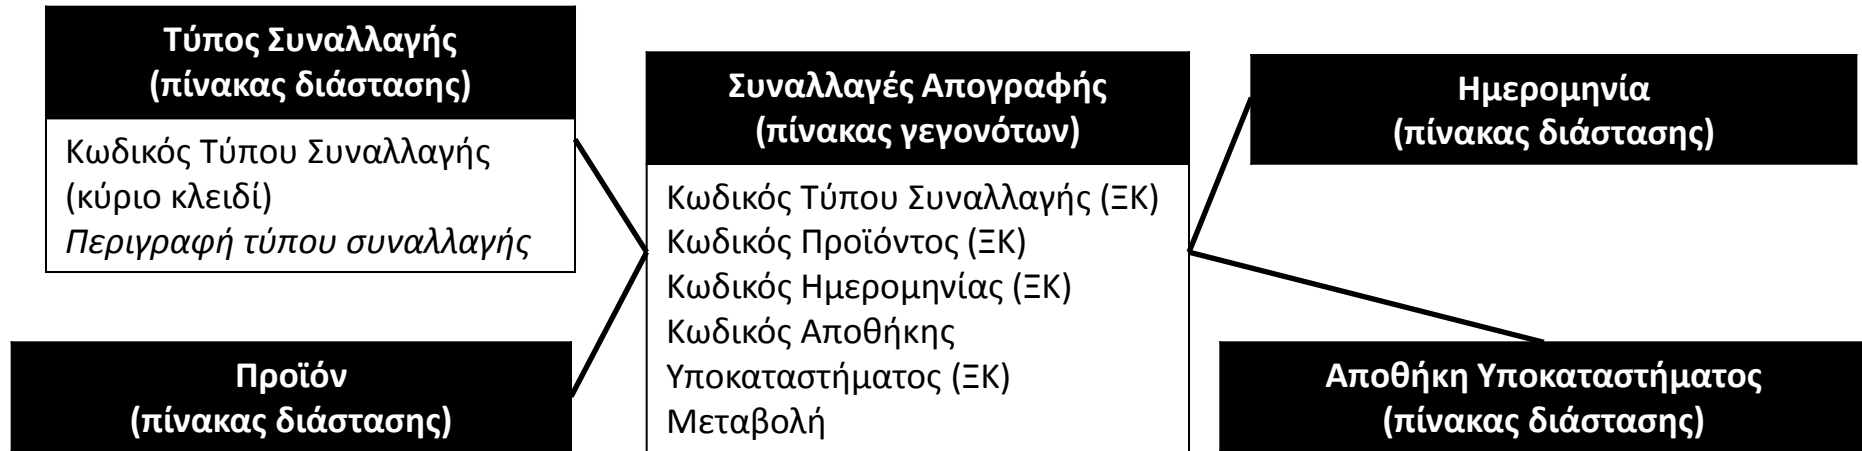 Τύπος Συναλλαγής
(πίνακας διάστασης)
Κωδικός Τύπου Συναλλαγής
(κύριο κλειδί)
Περιγραφή τύπου συναλλαγής
Προϊόν
(πίνακας διάστασης)
Συναλλαγές Απογραφής
(πίνακας γεγονότων)
Κωδικός Τύπου Συναλλαγής (ΞΚ)
Κωδικός Προϊόντος (ΞΚ)
Κωδικός Ημερομηνίας (ΞΚ)
Κωδικός Αποθήκης
Υποκαταστήματος (ΞΚ)
Μεταβολή
Ημερομηνία
(πίνακας διάστασης)
Αποθήκη Υποκαταστήματος
(πίνακας διάστασης)